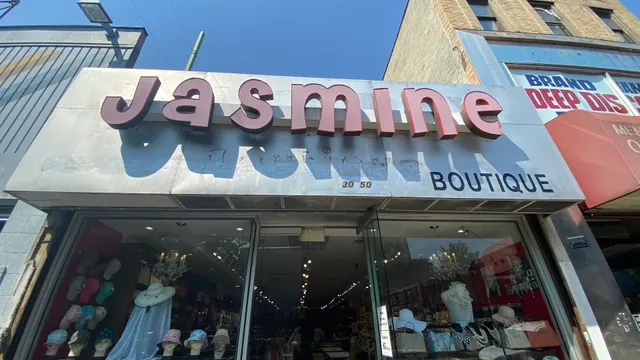 Jasmine
30 50
BOUTIQUE
BRAND
DEEP DIS